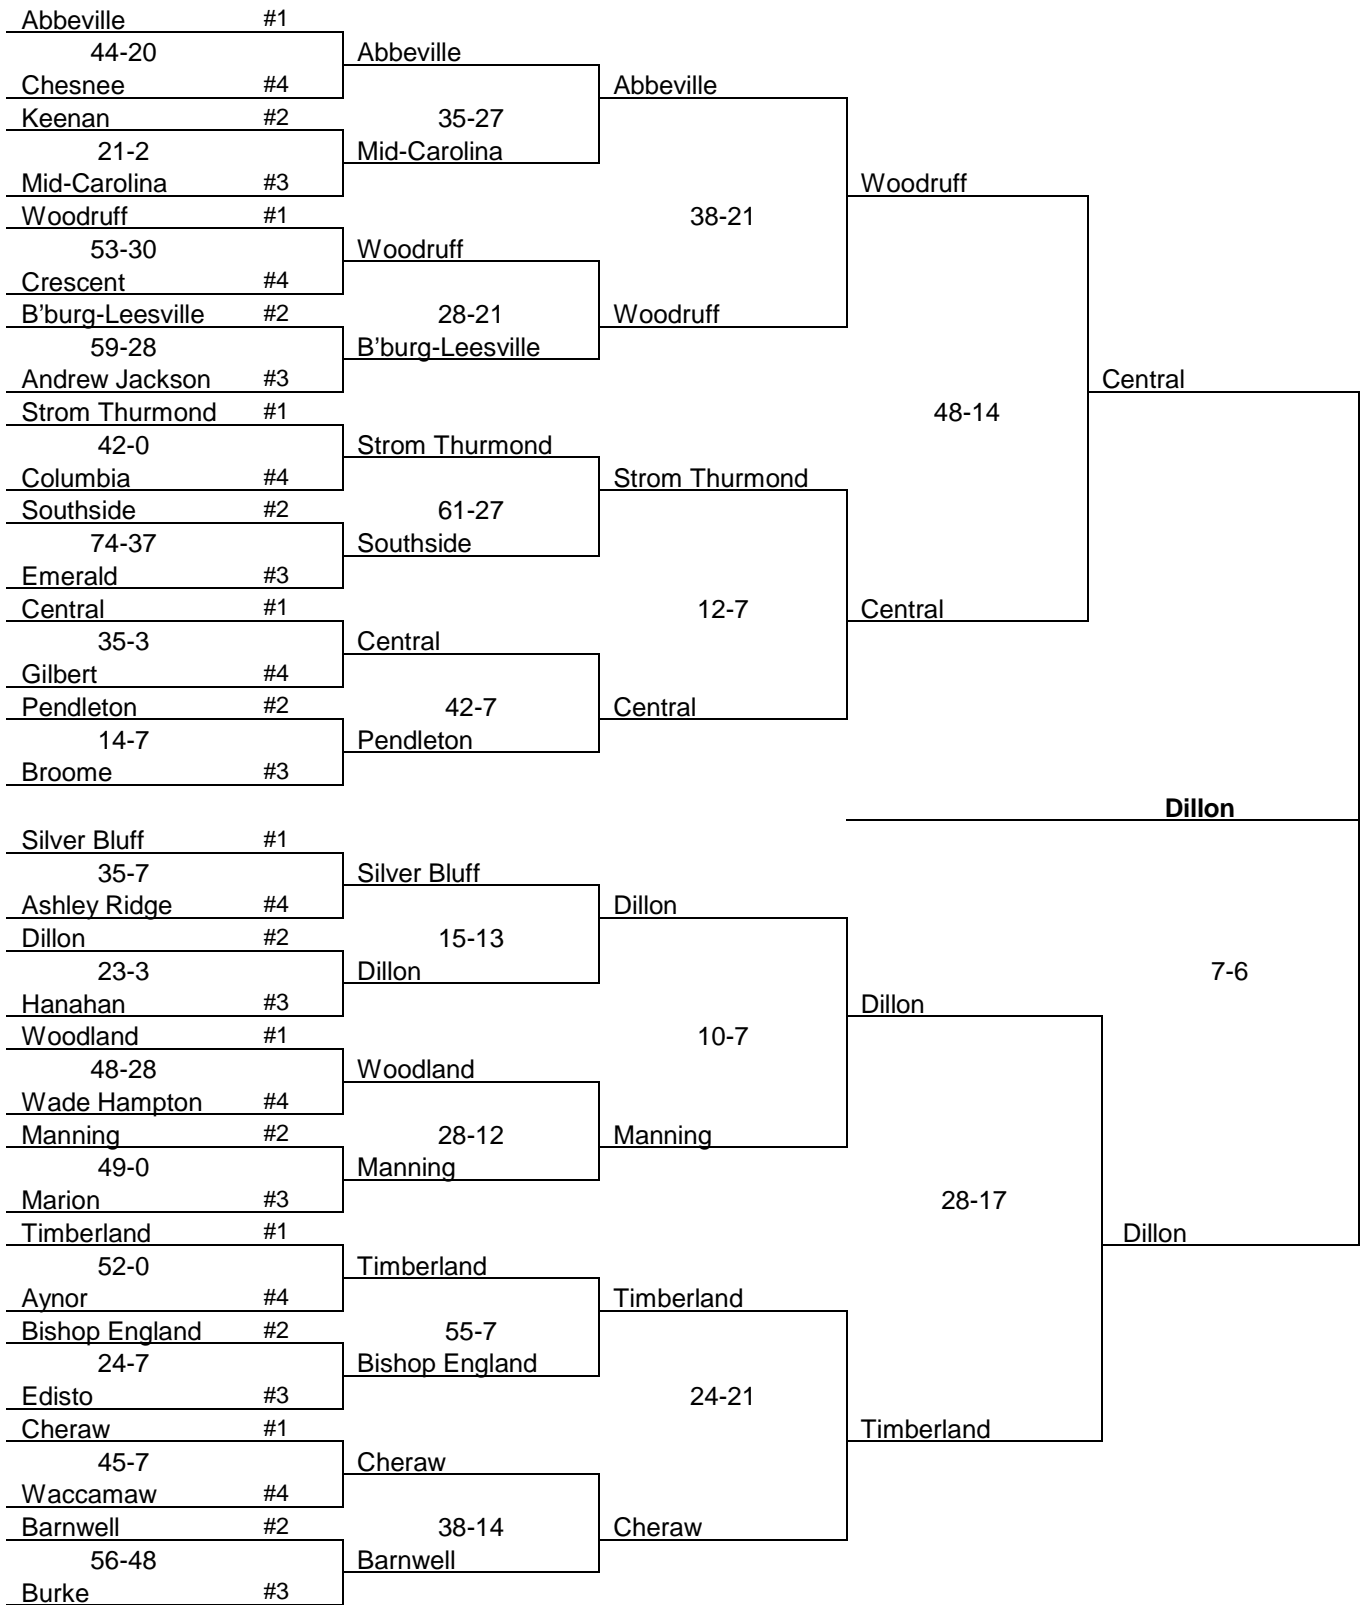 Abbeville #1
44-20 Abbeville
Chesnee #4 Abbeville
Keenan #2 35-27
21-2 Mid-Carolina
Mid-Carolina #3 Woodruff
Woodruff #1 38-21
53-30 Woodruff
Crescent #4
B'burg-Leesville #2 28-21 Woodruff
59-28 B'burg-Leesville
Andrew Jackson #3 Central
Strom Thurmond #1 48-14
42-0 Strom Thurmond
Columbia #4 Strom Thurmond
Southside #2 61-27
74-37 Southside
Emerald #3
Central #1 12-7 Central
35-3 Central
Gilbert #4
Pendleton #2 42-7 Central
14-7 Pendleton
Broome #3
Dillon
Silver Bluff #1
35-7 Silver Bluff
Ashley Ridge #4 Dillon
Dillon #2 15-13
23-3 Dillon 7-6
Hanahan #3 Dillon
Woodland #1 10-7
48-28 Woodland
Wade Hampton #4
Manning #2 28-12 Manning
49-0 Manning
Marion #3 28-17
Timberland #1 Dillon
52-0 Timberland
Aynor #4 Timberland
Bishop England #2 55-7
24-7 Bishop England
Edisto #3 24-21
Cheraw #1 Timberland
45-7 Cheraw
Waccamaw #4
Barnwell #2 38-14 Cheraw
56-48 Barnwell
Burke #3